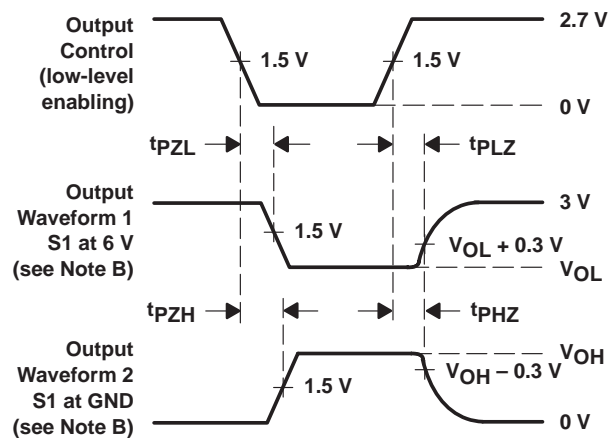 Output
Control
(low-level
enabling)
2.7 V
1.5 V
1.5 V
0 V
tPZL
tPLZ
Output
Waveform 1
S1 at 6 V
(see Note B)
3 V
1.5 V
VOL + 0.3 V
VOL
tPZH
tPHZ
Output
Waveform 2
S1 at GND
(see Note B)
VOH
1.5 V
VOH − 0.3 V
0 V